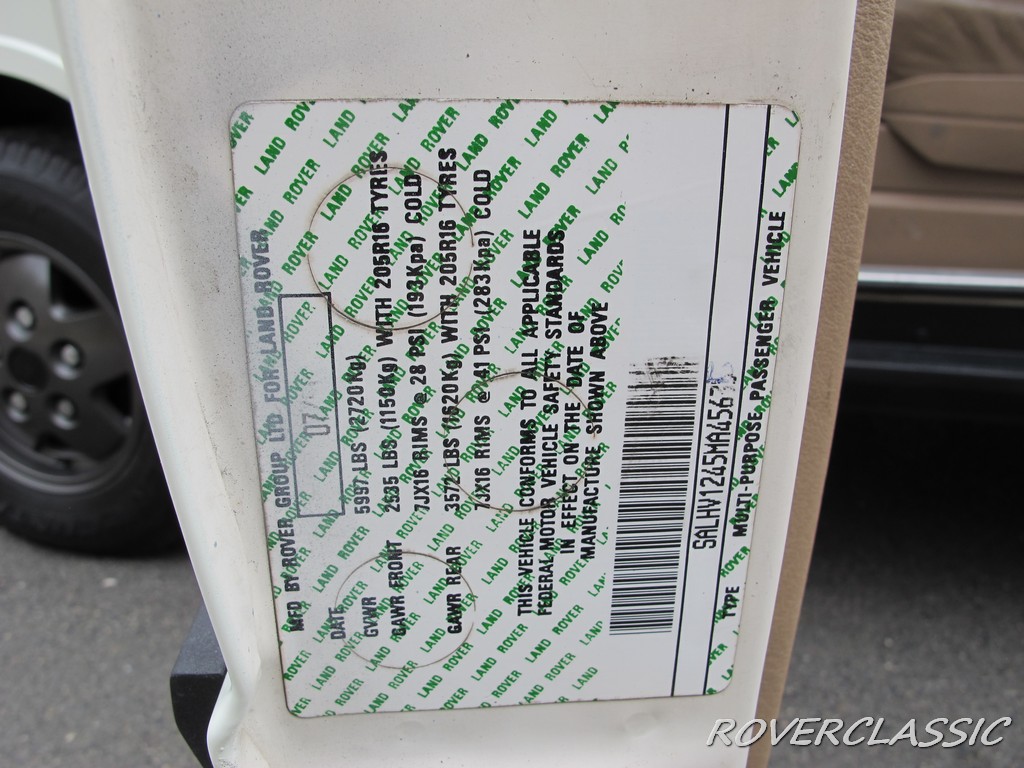 MFD BY ROVER GROUP LTD FOR LAND ROVER
DATE 07
GVWR 5997 LBS (2720Kg)
GAWR FRONT 2535 LBS (1150Kg) WITH 205R16 TYRES
7JX16 RIMS @ 28 PSI (193Kpa) COLD
GAWR REAR 3572 LBS (1620Kg) WITH 205R16 TYRES
7JX16 RIMS @ 41 PSI (283Kpa) COLD
THIS VEHICLE CONFORMS TO ALL APPLICABLE
FEDERAL MOTOR VEHICLE SAFETY STANDARDS
IN EFFECT ON THE DATE OF
MANUFACTURE SHOWN ABOVE
TYPE MULTI-PURPOSE PASSENGER VEHICLE
LAND ROVER
ROVERCLASSIC